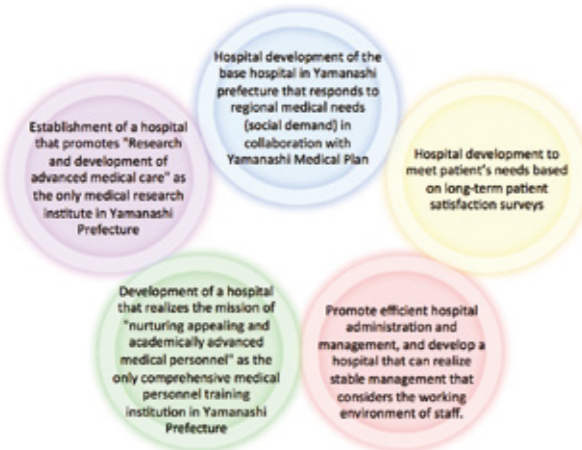 Hospital development of the
base hospital in Yamanashi
prefecture that responds to
regional medical needs
(social demand) in
collaboration with
Yamanashi Medical Plan
Establishment of a hospital
that promotes "Research
and development of
advanced medical care" as
the only medical research
institute in Yamanashi
Prefecture
Hospital development to
meet patient's needs based
on long-term patient
satisfaction surveys
Development of a hospital
that realizes the mission of
"nurturing appealing and
academically advanced
medical personnel" as the
only comprehensive medical
personnel training
institution in Yamanashi
Prefecture
Promote efficient hospital
administration and
management, and develop a
hospital that can realize
stable management that
considers the working
environment of staff.